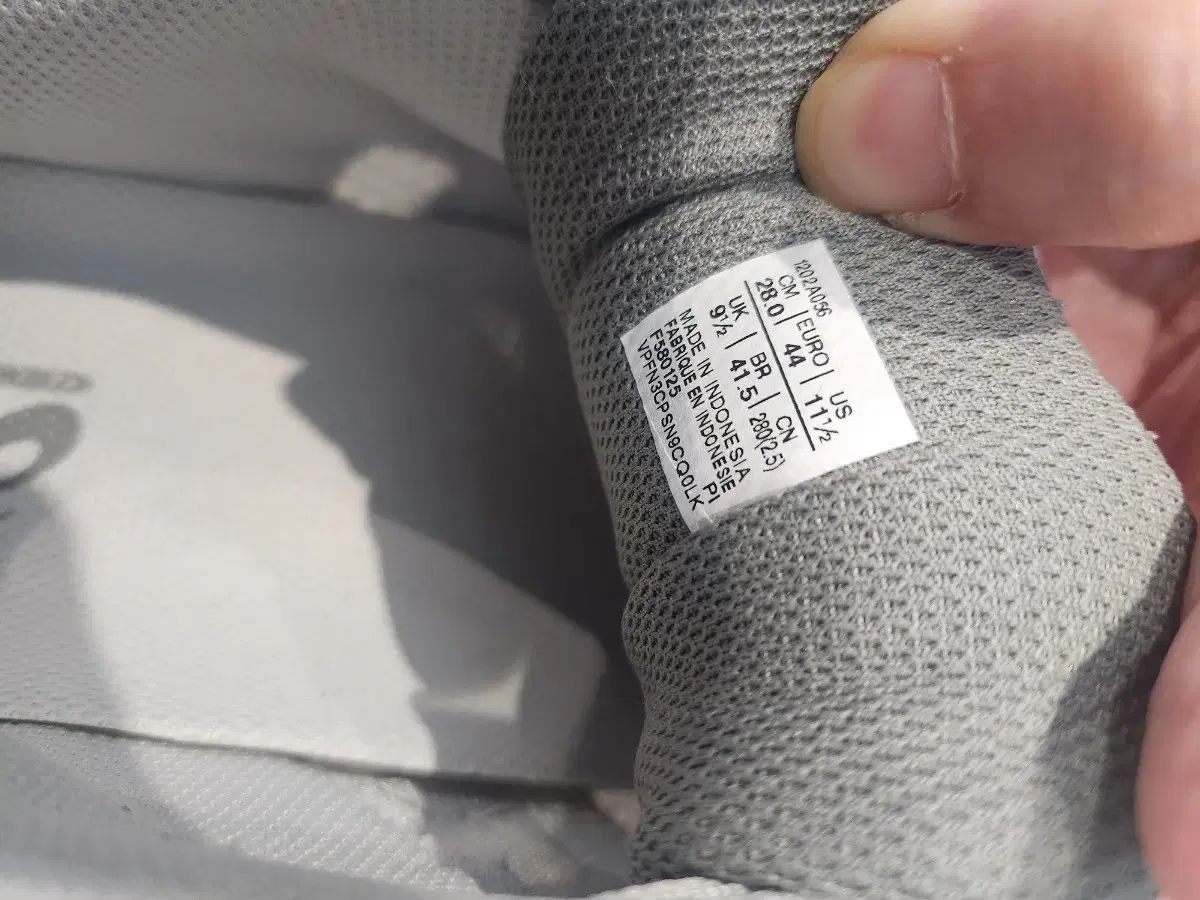 1202A056
CM | EURO | US
28.0 | 44 | 11½
UK | BR | CN
9½ | 41.5 | 280(2.5)
MADE IN INDONESIA
FABRIQUE EN INDONESIE
F580125 PI
VPFN3CPSN9CQ0LK